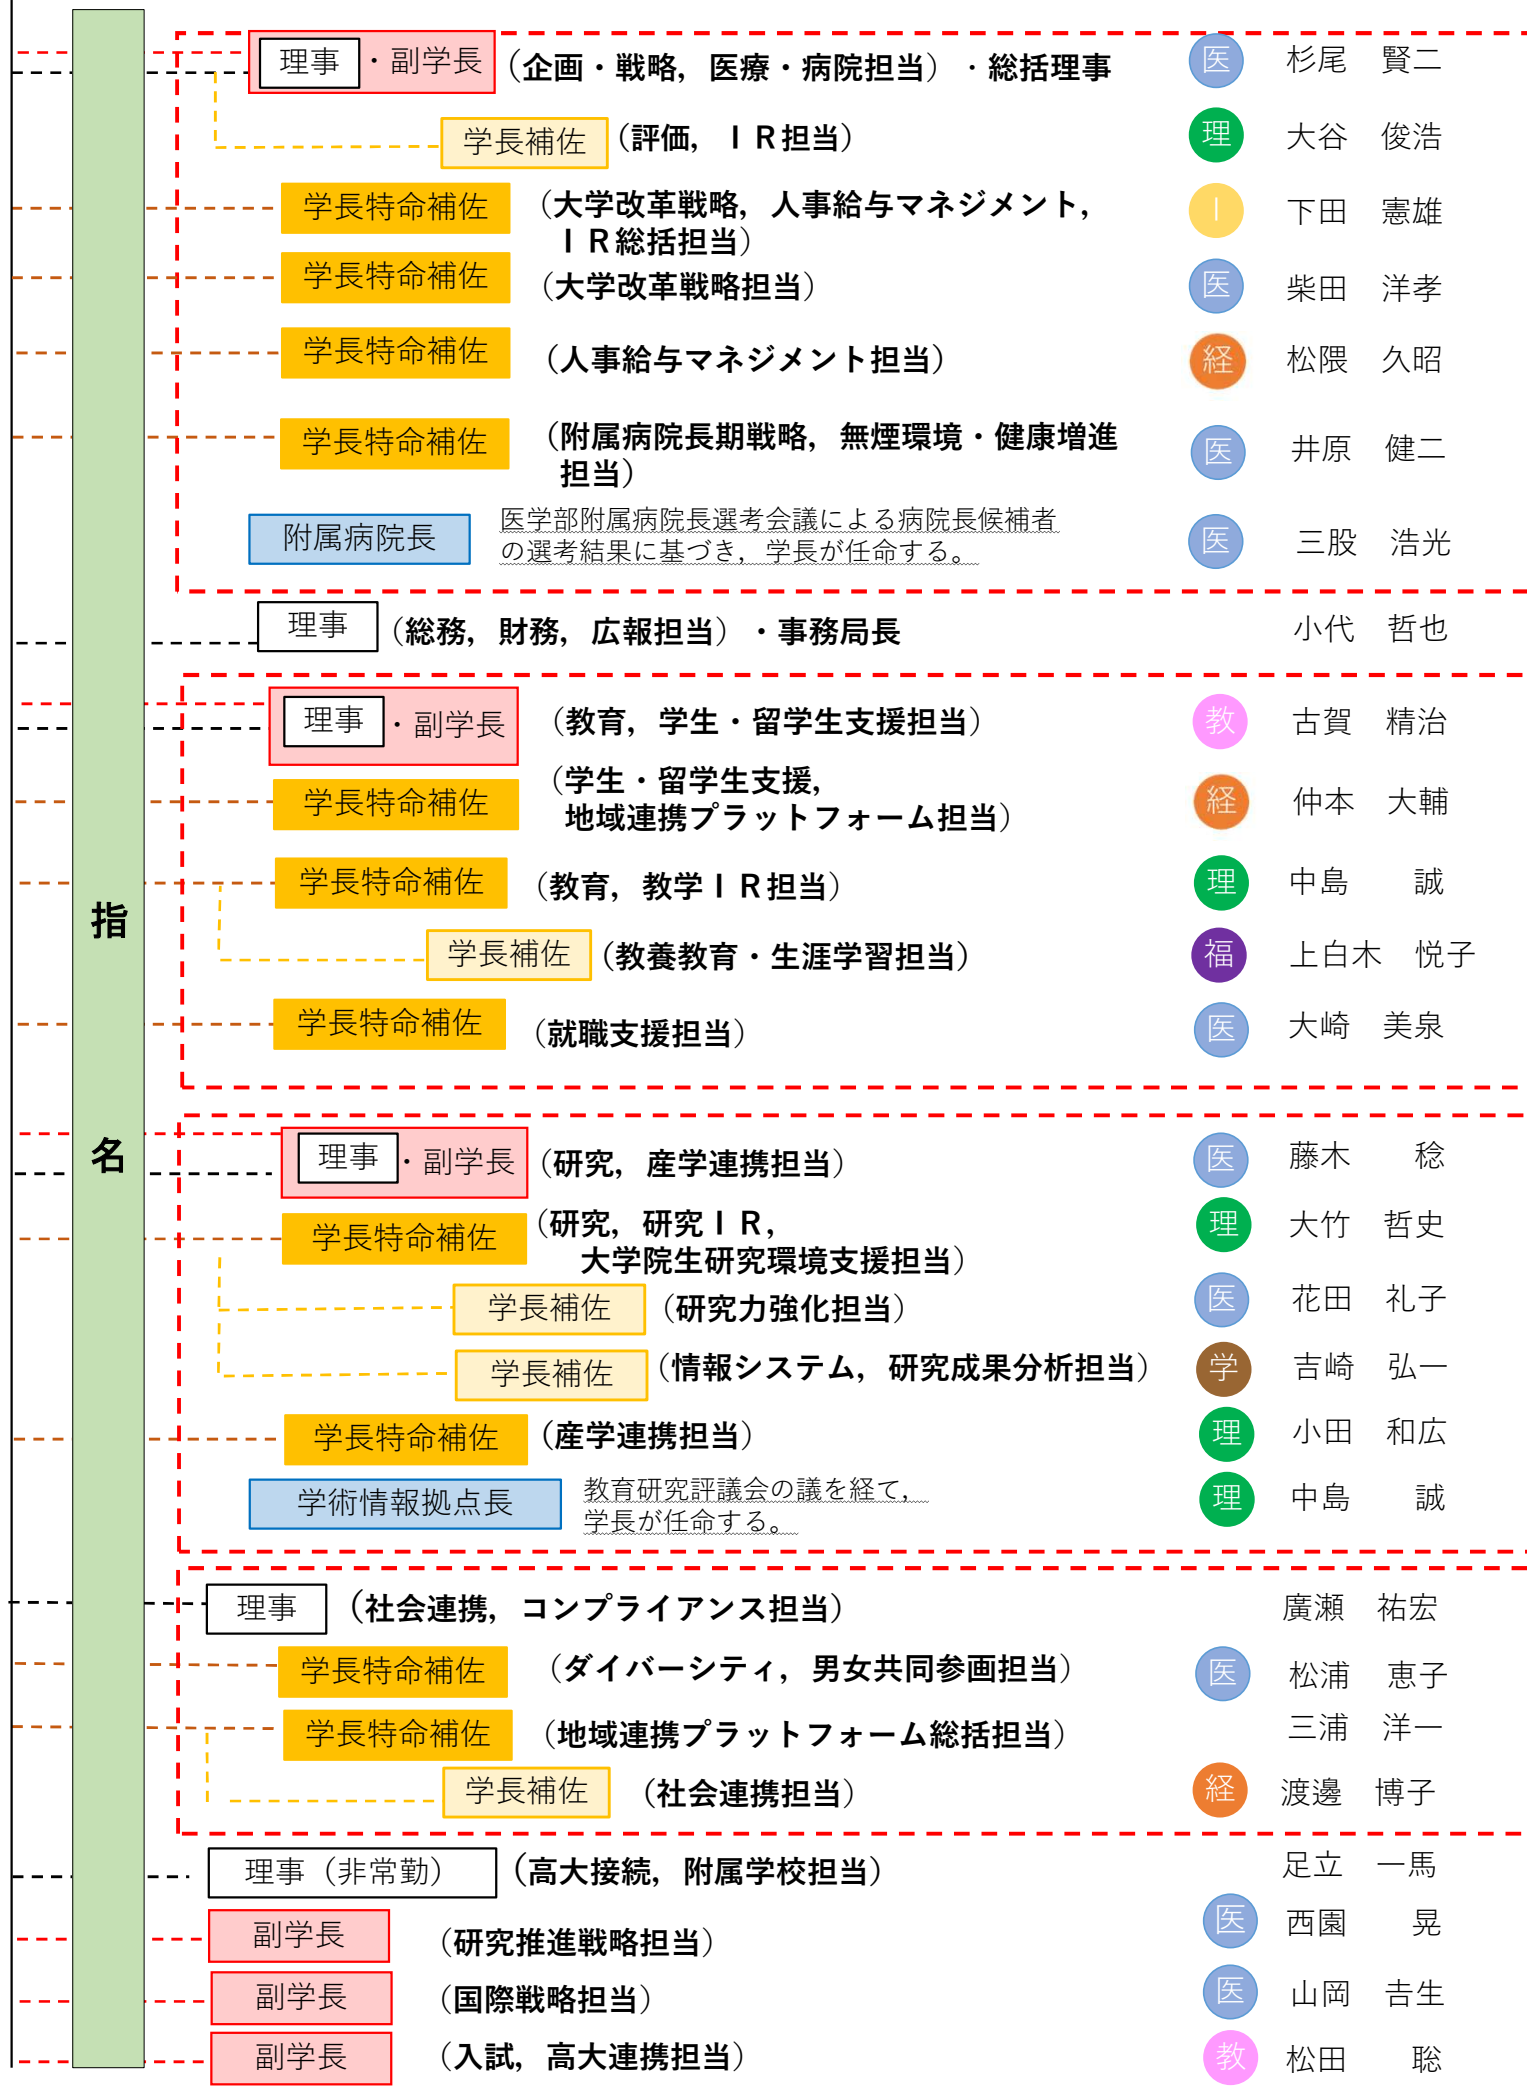 理事 ・副学長 （企画・戦略，医療・病院担当）・総括理事 医 杉尾　賢二
学長補佐 （評価，ＩＲ担当） 理 大谷　俊浩
学長特命補佐 （大学改革戦略，人事給与マネジメント， I 下田　憲雄
ＩＲ総括担当）
学長特命補佐 （大学改革戦略担当） 医 柴田　洋孝
学長特命補佐 （人事給与マネジメント担当） 経 松隈　久昭
学長特命補佐 （附属病院長期戦略，無煙環境・健康増進 医 井原　健二
担当）
附属病院長 医学部附属病院長選考会議による病院長候補者 医 三股　浩光
の選考結果に基づき，学長が任命する。
理事 （総務，財務，広報担当）・事務局長 小代　哲也
理事 ・副学長 （教育，学生・留学生支援担当） 教 古賀　精治
学長特命補佐 （学生・留学生支援， 経 仲本　大輔
地域連携プラットフォーム担当）
学長特命補佐 （教育，教学ＩＲ担当） 理 中島　誠
指
学長補佐 （教養教育・生涯学習担当） 福 上白木　悦子
学長特命補佐 （就職支援担当） 医 大崎　美泉
名
理事 ・副学長 （研究，産学連携担当） 医 藤木　稔
学長特命補佐 （研究，研究ＩＲ， 理 大竹　哲史
大学院生研究環境支援担当）
学長補佐 （研究力強化担当） 医 花田　礼子
学長補佐 （情報システム，研究成果分析担当） 学 吉崎　弘一
学長特命補佐 （産学連携担当） 理 小田　和広
学術情報拠点長 教育研究評議会の議を経て， 理 中島　誠
学長が任命する。
理事 （社会連携，コンプライアンス担当） 廣瀬　祐宏
学長特命補佐 （ダイバーシティ，男女共同参画担当） 医 松浦　恵子
学長特命補佐 （地域連携プラットフォーム総括担当） 三浦　洋一
学長補佐 （社会連携担当） 経 渡邊　博子
理事（非常勤） （高大接続，附属学校担当） 足立　一馬
副学長 （研究推進戦略担当） 医 西園　晃
副学長 （国際戦略担当） 医 山岡　𠮷生
副学長 （入試，高大連携担当） 教 松田　聡